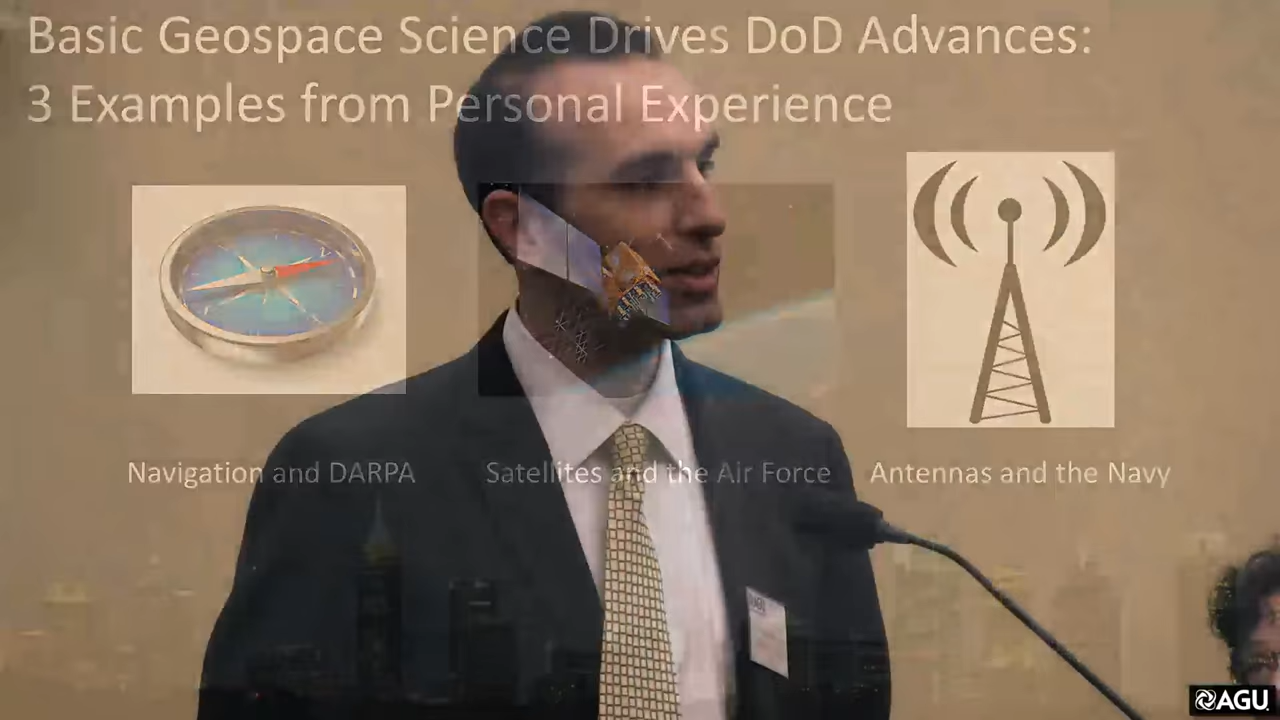 Basic Geospace Science Drives DoD Advances:
3 Examples from Personal Experience
Navigation and DARPA
Satellites and the Air Force
Antennas and the Navy
AGU